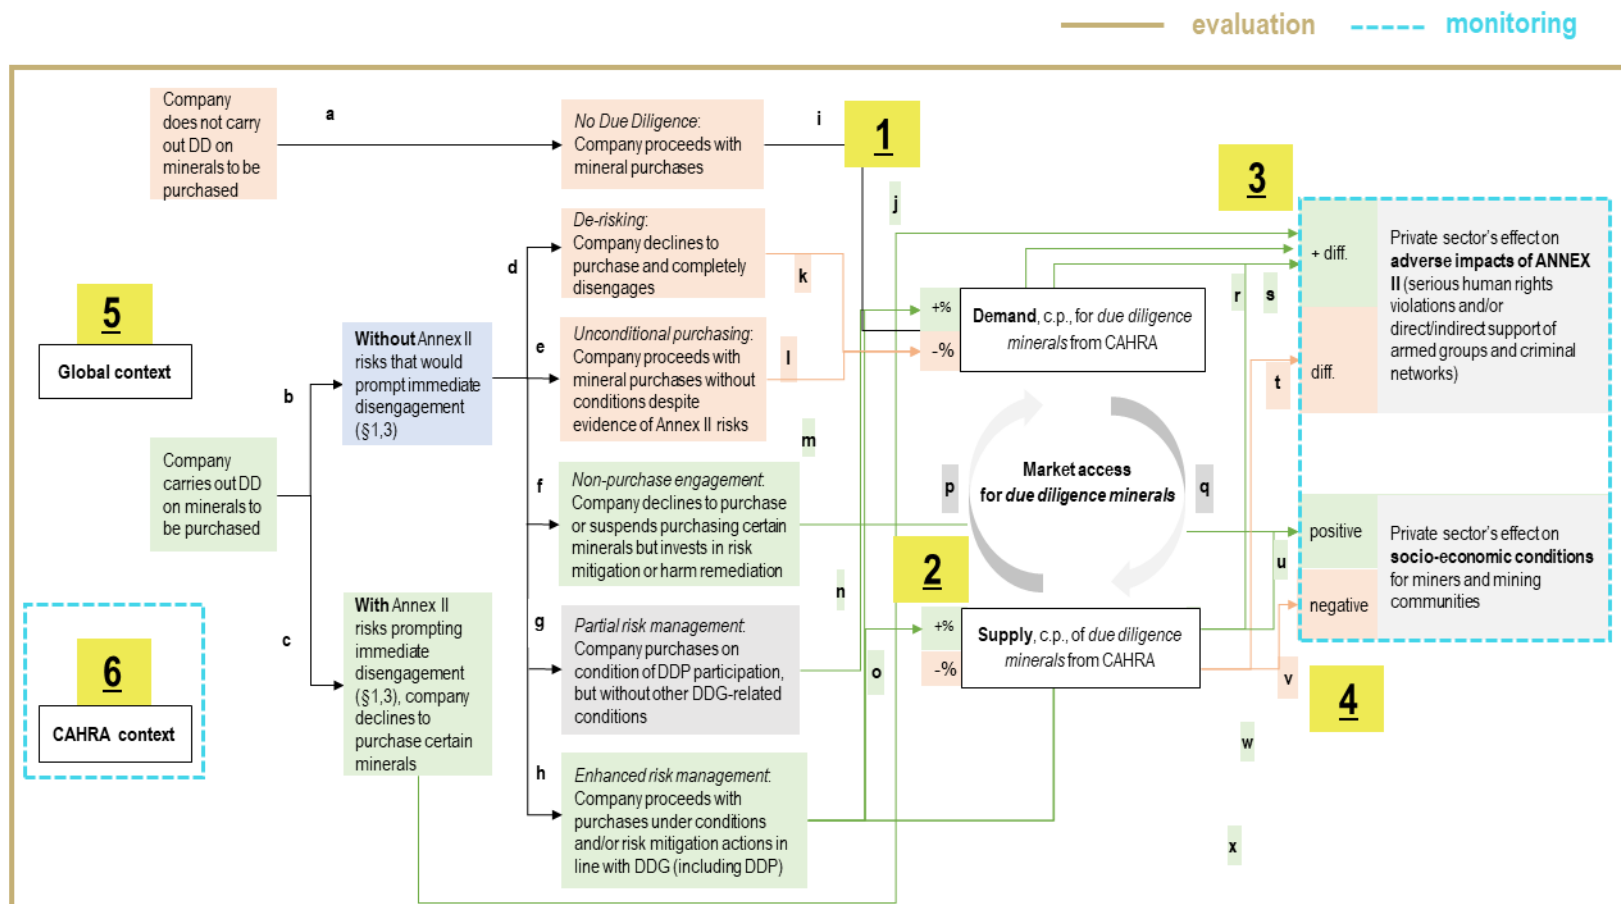 evaluation
monitoring
Company
does not carry
out DD on
minerals to be
purchased
a
No Due Diligence:
Company proceeds with
mineral purchases
i
1
j
3
De-risking:
Company declines to
purchase and completely
disengages
d
k
+ diff.
Private sector's effect on
adverse impacts of ANNEX
II (serious human rights
violations and/or
direct/indirect support of
armed groups and criminal
networks)
diff.
r
s
t
+%
-%
Demand, c.p., for due diligence
minerals from CAHRA
5
Global context
b
Without Annex II
risks that would
prompt immediate
disengagement
(§1,3)
e
Unconditional purchasing:
Company proceeds with
mineral purchases without
conditions despite
evidence of Annex II risks
l
m
Company
carries out DD
on minerals to
be purchased
f
Non-purchase engagement:
Company declines to purchase
or suspends purchasing certain
minerals but invests in risk
mitigation or harm remediation
p
Market access
for due diligence minerals
q
positive
Private sector's effect on
socio-economic conditions
for miners and mining
communities
negative
u
n
2
c
With Annex II
risks prompting
immediate
disengagement
(§1,3), company
declines to
purchase certain
minerals
g
Partial risk management:
Company purchases on
condition of DDP participation,
but without other DDG-related
conditions
o
+%
-%
Supply, c.p., of due diligence
minerals from CAHRA
v
4
6
CAHRA context
w
h
Enhanced risk management:
Company proceeds with
purchases under conditions
and/or risk mitigation actions in
line with DDG (including DDP)
x